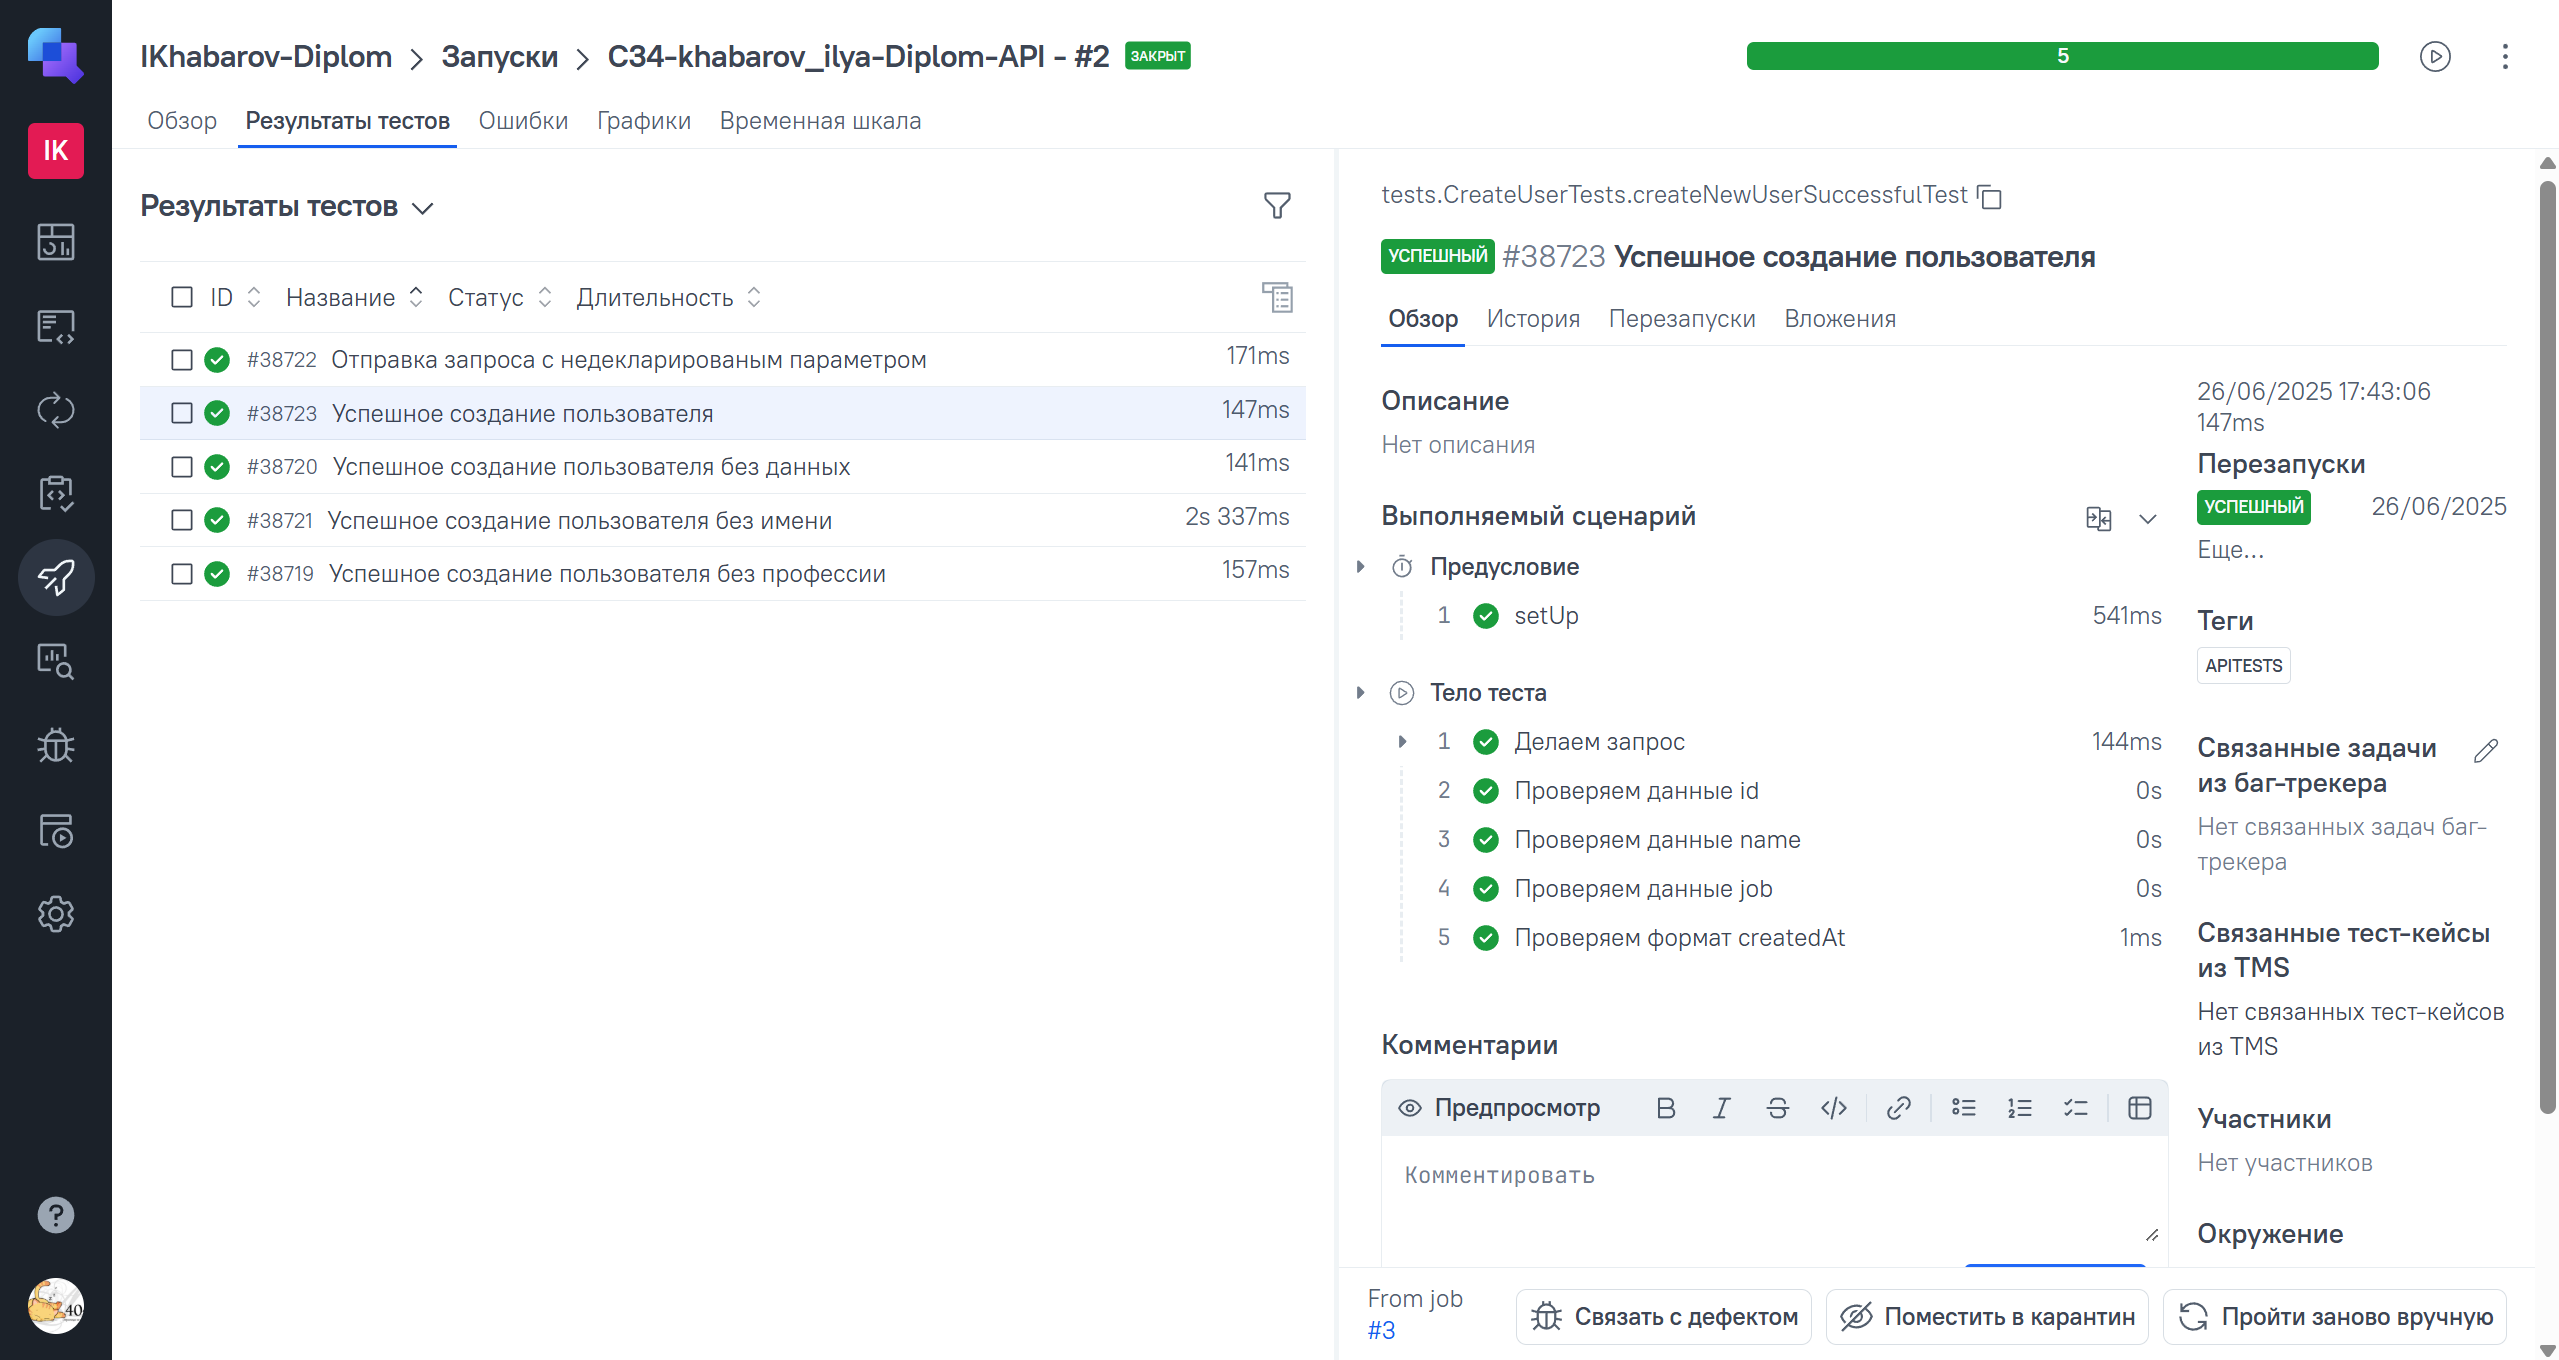 IKhabarov-Diplom > Запуски > C34-khabarov_ilya-Diplom-API - #2 ЗАКРЫТ
5
IK
Обзор Результаты тестов Ошибки Графики Временная шкала
Результаты тестов
ID Название Статус Длительность
#38722 Отправка запроса с недекларированым параметром 171ms
#38723 Успешное создание пользователя 147ms
#38720 Успешное создание пользователя без данных 141ms
#38721 Успешное создание пользователя без имени 2s 337ms
#38719 Успешное создание пользователя без профессии 157ms
tests.CreateUserTests.createNewUserSuccessfulTest
УСПЕШНЫЙ #38723 Успешное создание пользователя
Обзор История Перезапуски Вложения
Описание
Нет описания
Выполняемый сценарий
Предусловие
1 setUp 541ms
Тело теста
1 Делаем запрос 144ms
2 Проверяем данные id 0s
3 Проверяем данные name 0s
4 Проверяем данные job 0s
5 Проверяем формат createdAt 1ms
Комментарии
Предпросмотр
Комментировать
26/06/2025 17:43:06
147ms
Перезапуски
УСПЕШНЫЙ 26/06/2025
Еще...
Теги
APITESTS
Связанные задачи
из баг-трекера
Нет связанных задач баг-
трекера
Связанные тест-кейсы
из TMS
Нет связанных тест-кейсов
из TMS
Участники
Нет участников
Окружение
From job
#3
Связать с дефектом
Поместить в карантин
Пройти заново вручную
40